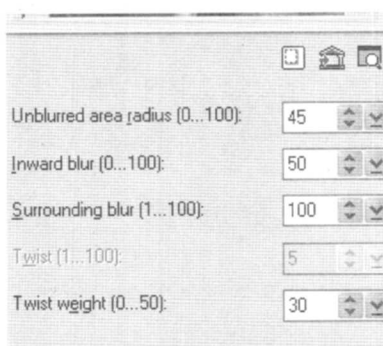 Unblurred area radius (0...100): 45
Inward blur (0...100): 50
Surrounding blur (1...100): 100
Twist (1...100): 5
Twist weight (0...50): 30